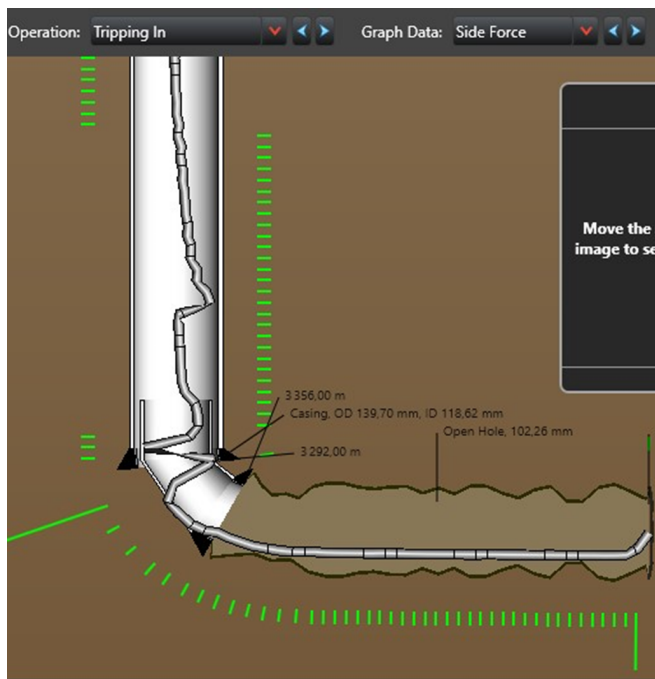 Operation: Tripping In Graph Data: Side Force
Move the
image to se
3 356,00 m
Casing, OD 139,70 mm, ID 118,62 mm
Open Hole, 102,26 mm
3 292,00 m